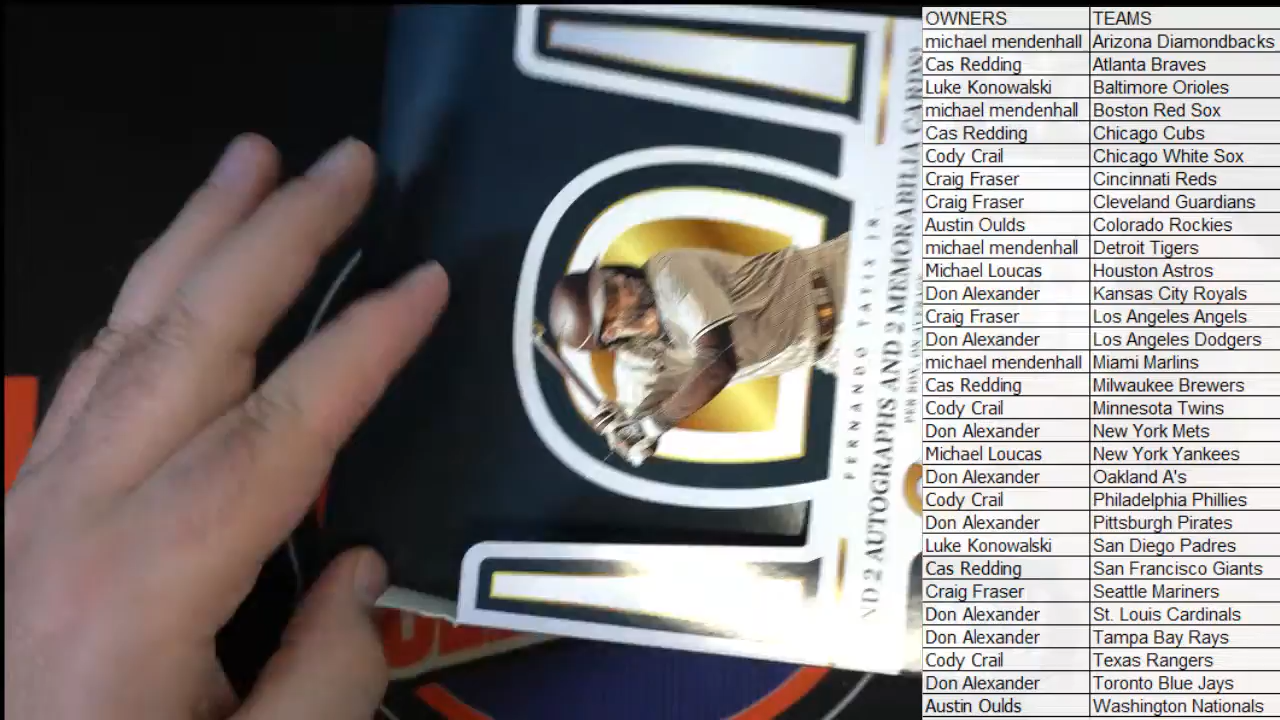 FERNANDO TATIS JR.
ND 2 AUTOGRAPHS AND 2 MEMORABILIA CARDS!
PER BOX, ON AVERAGE
OWNERS TEAMS
michael mendenhall Arizona Diamondbacks
Cas Redding Atlanta Braves
Luke Konowalski Baltimore Orioles
michael mendenhall Boston Red Sox
Cas Redding Chicago Cubs
Cody Crail Chicago White Sox
Craig Fraser Cincinnati Reds
Craig Fraser Cleveland Guardians
Austin Oulds Colorado Rockies
michael mendenhall Detroit Tigers
Michael Loucas Houston Astros
Don Alexander Kansas City Royals
Craig Fraser Los Angeles Angels
Don Alexander Los Angeles Dodgers
michael mendenhall Miami Marlins
Cas Redding Milwaukee Brewers
Cody Crail Minnesota Twins
Don Alexander New York Mets
Michael Loucas New York Yankees
Don Alexander Oakland A's
Cody Crail Philadelphia Phillies
Don Alexander Pittsburgh Pirates
Luke Konowalski San Diego Padres
Cas Redding San Francisco Giants
Craig Fraser Seattle Mariners
Don Alexander St. Louis Cardinals
Don Alexander Tampa Bay Rays
Cody Crail Texas Rangers
Don Alexander Toronto Blue Jays
Austin Oulds Washington Nationals